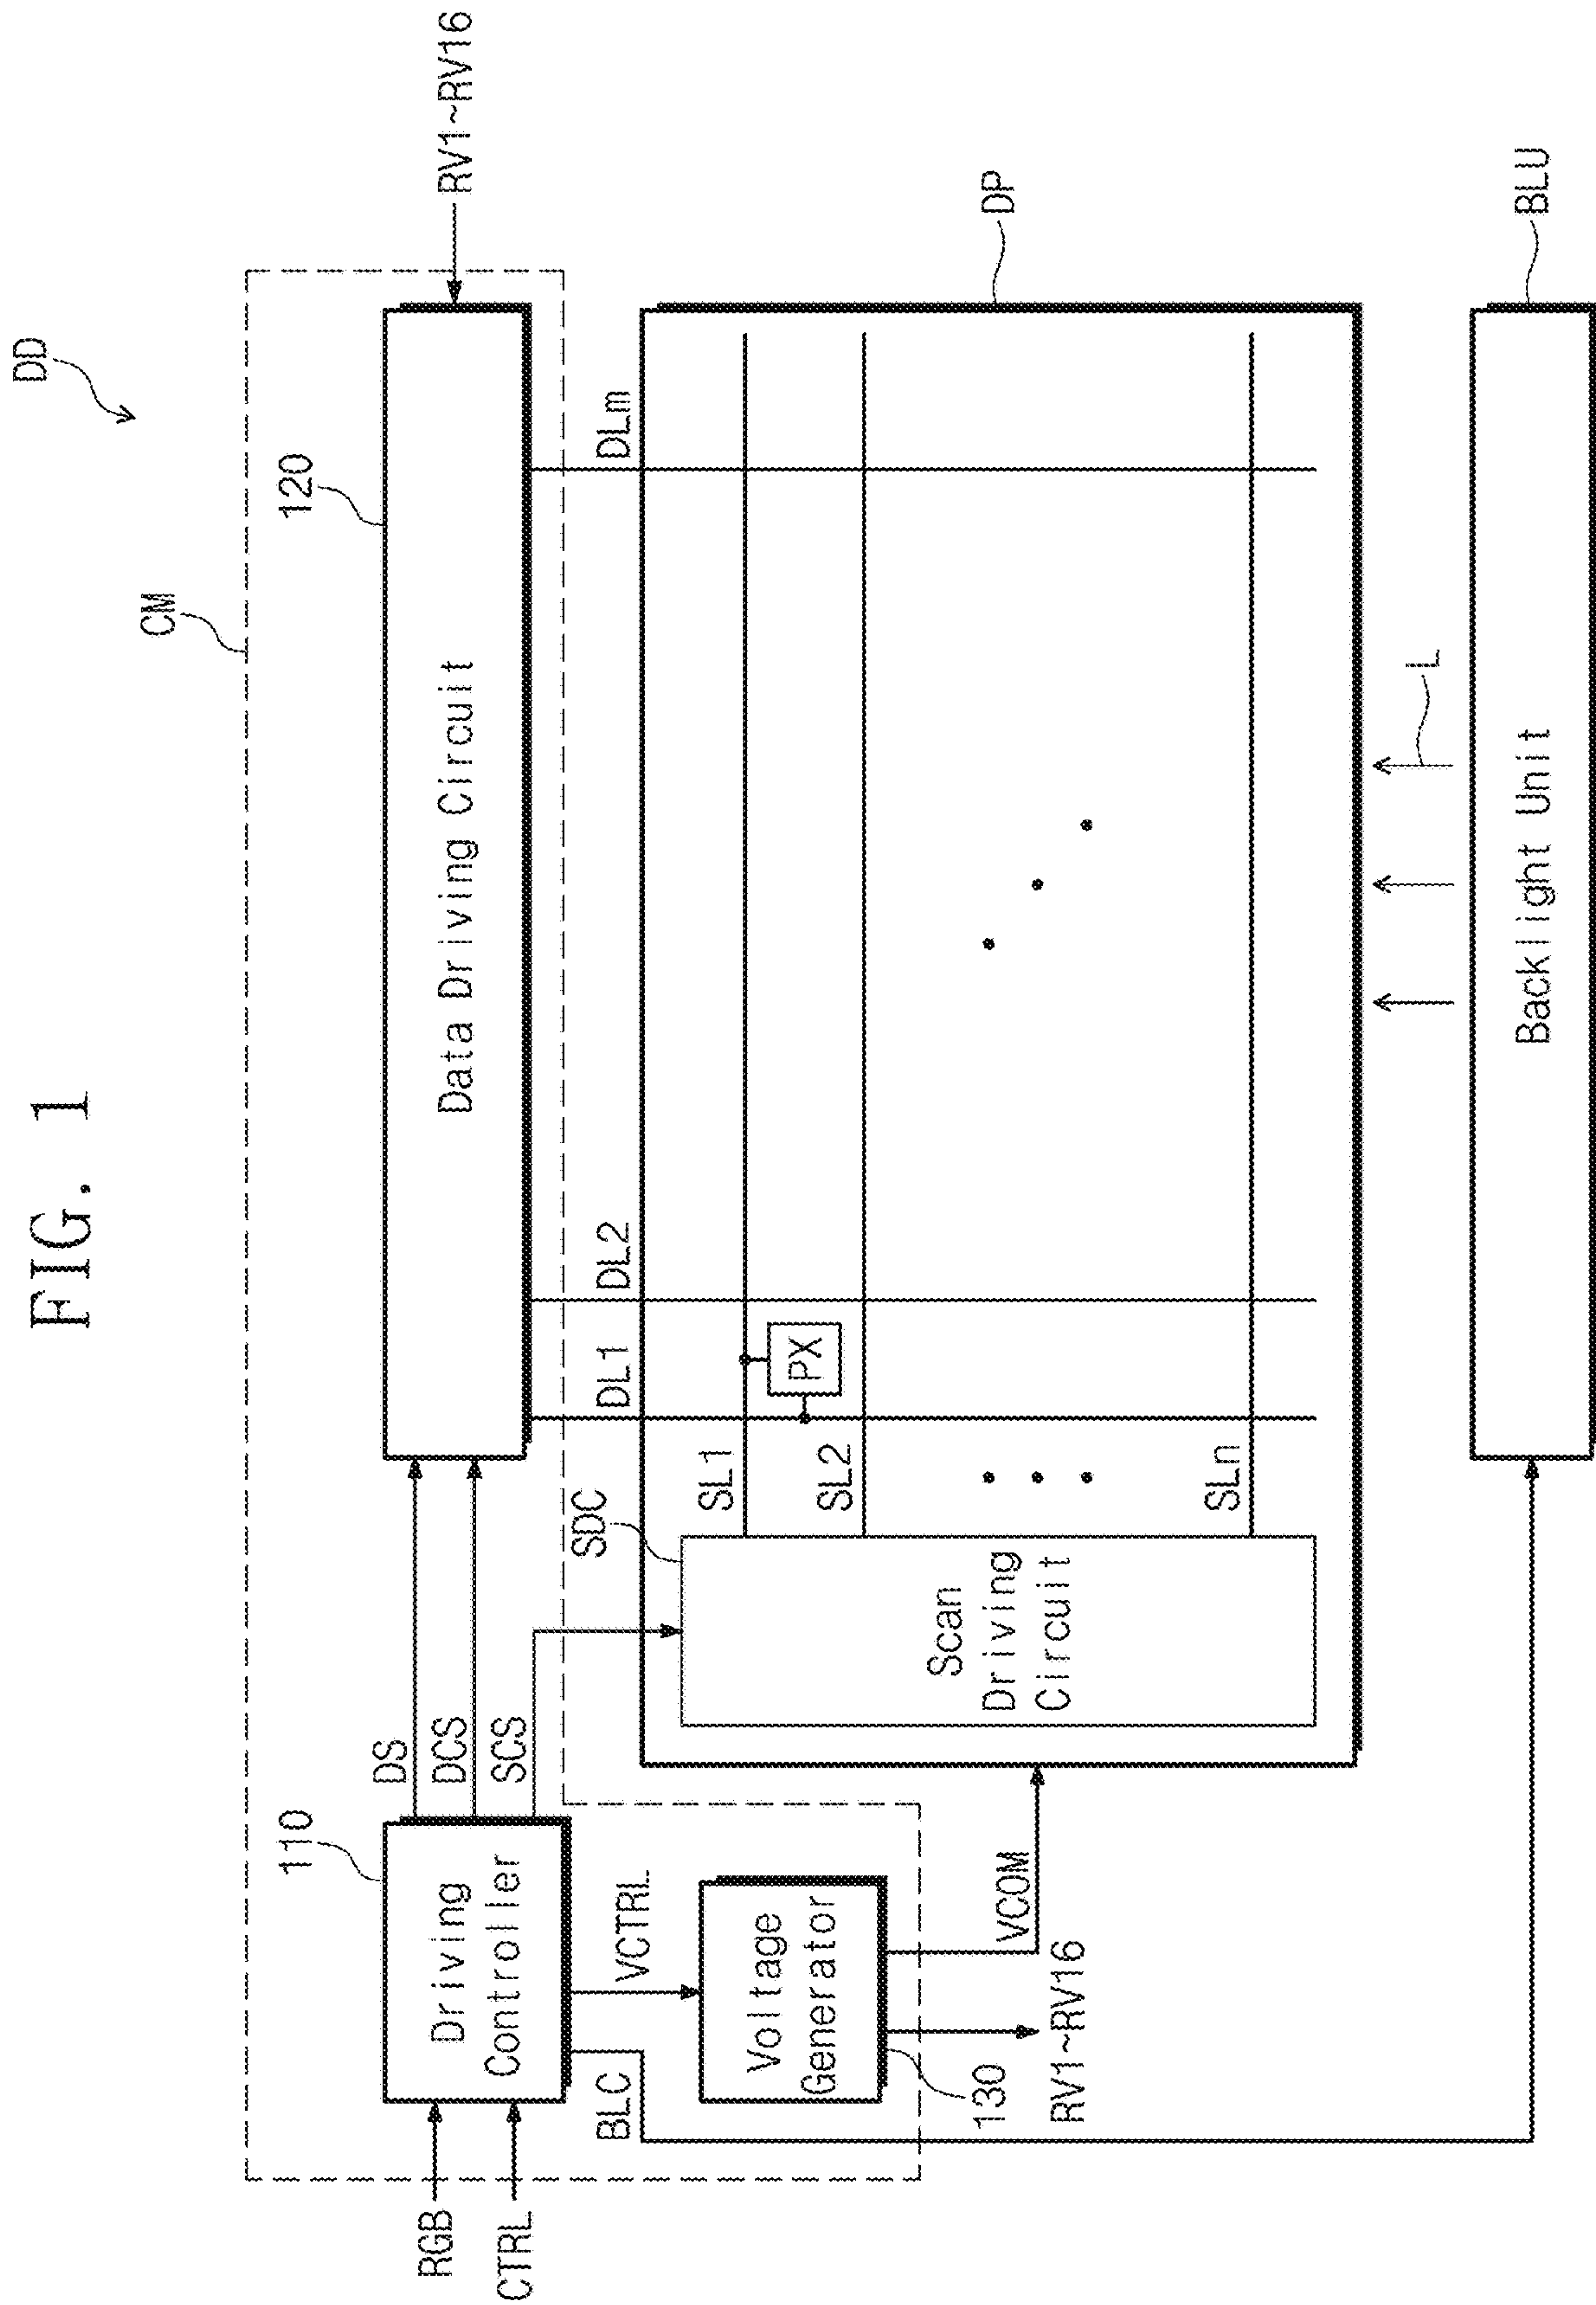 FIG. 1
DD
CM
110
120
RGB
CTRL
Driving
Controller
DS
DCS
SCS
Data Driving Circuit
RV1~RV16
BLC
VCTRL
SDC
DL1
DL2
DLm
Voltage
Generator
130
RV1~RV16
VCOM
Scan
Driving
Circuit
SL1
SL2
SLn
PX
DP
L
Backlight Unit
BLU